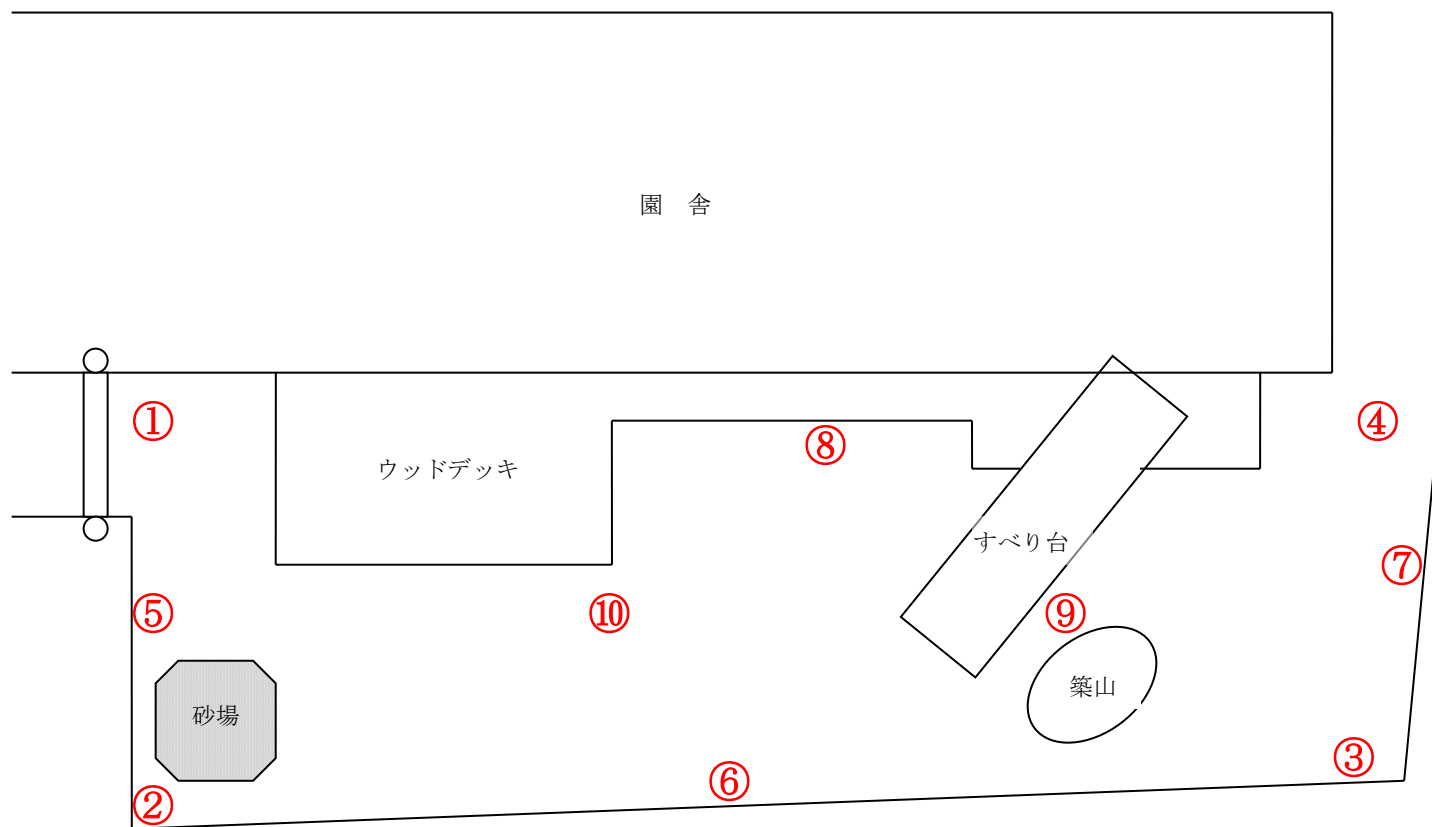 園　舎
①
④
⑧
ウッドデッキ
すべり台
⑦
⑤
⑩
⑨
築山
砂場
③
⑥
②